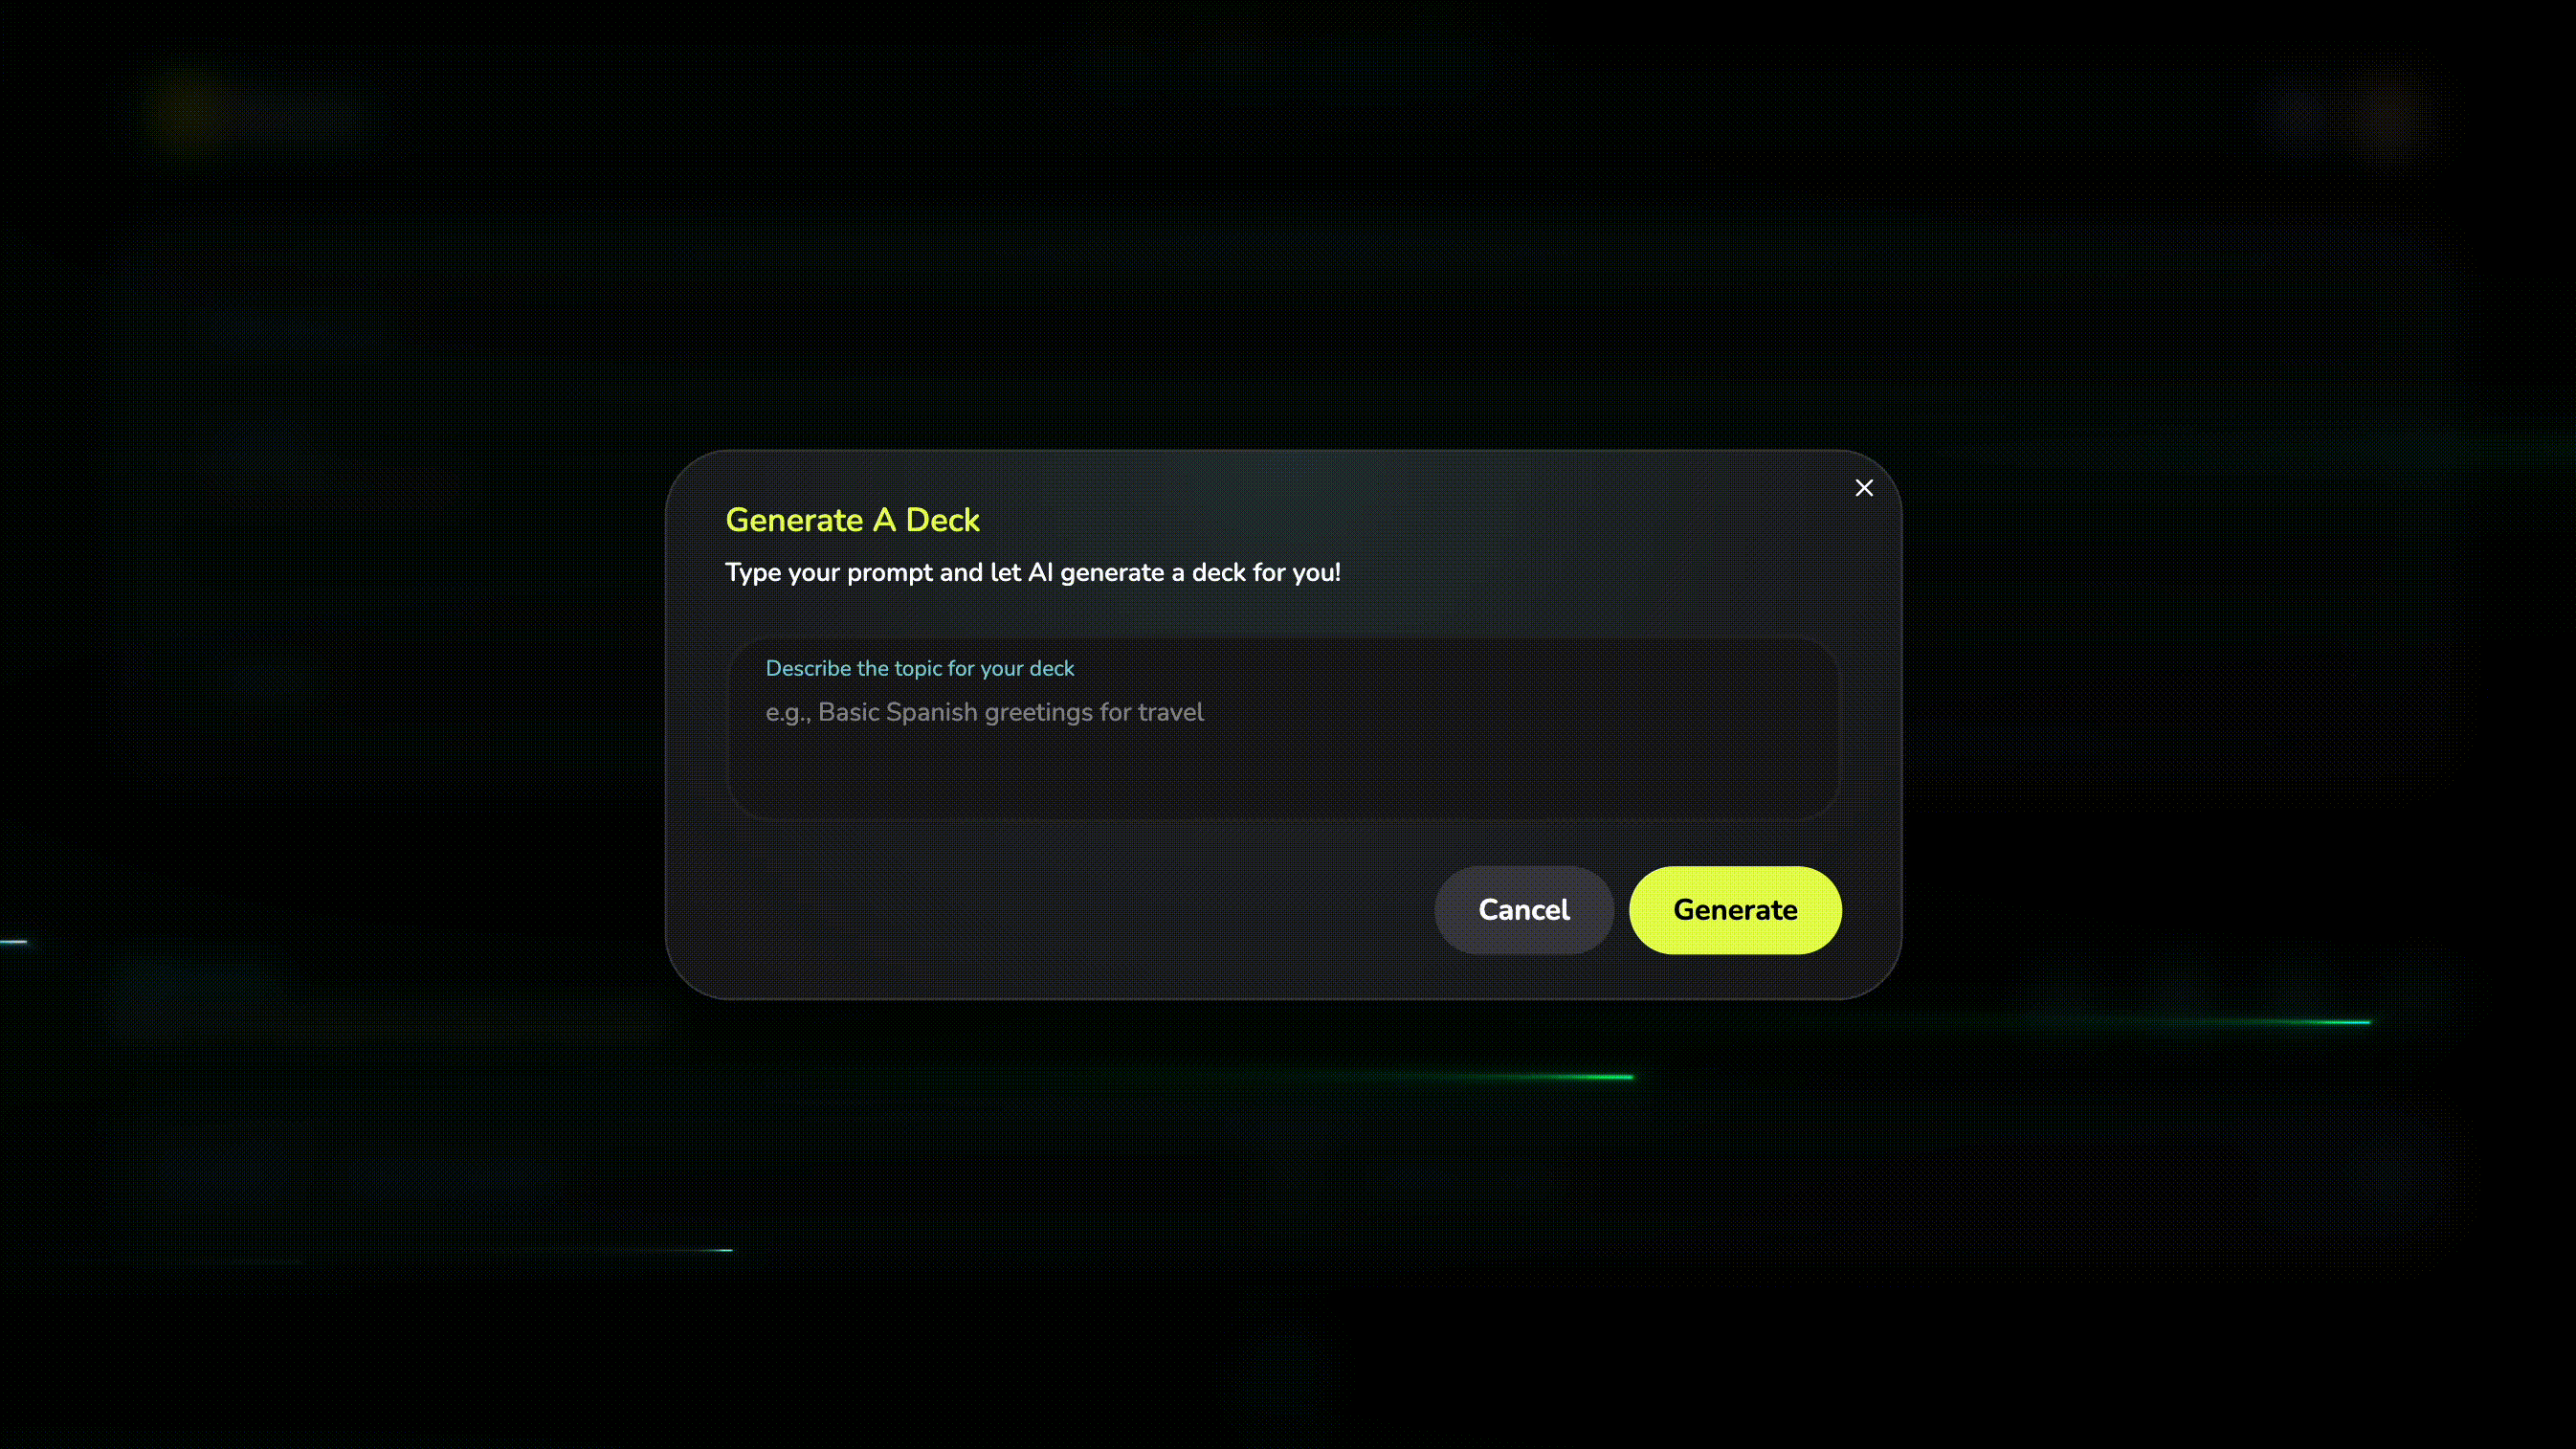 Generate A Deck
Type your prompt and let AI generate a deck for you!
Describe the topic for your deck
e.g., Basic Spanish greetings for travel
Cancel
Generate